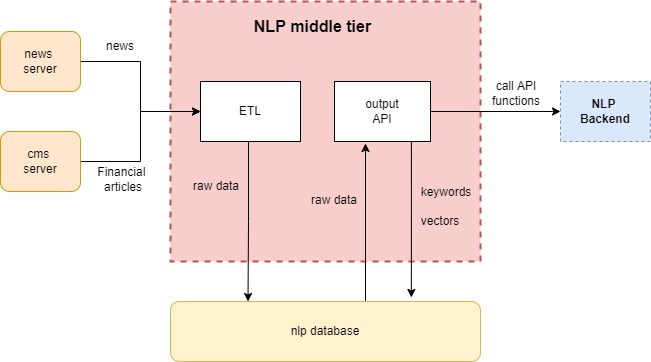 NLP middle tier
news
server
news
cms
server
Financial
articles
ETL
output
API
call API
functions
NLP
Backend
raw data
raw data
keywords
vectors
nlp database